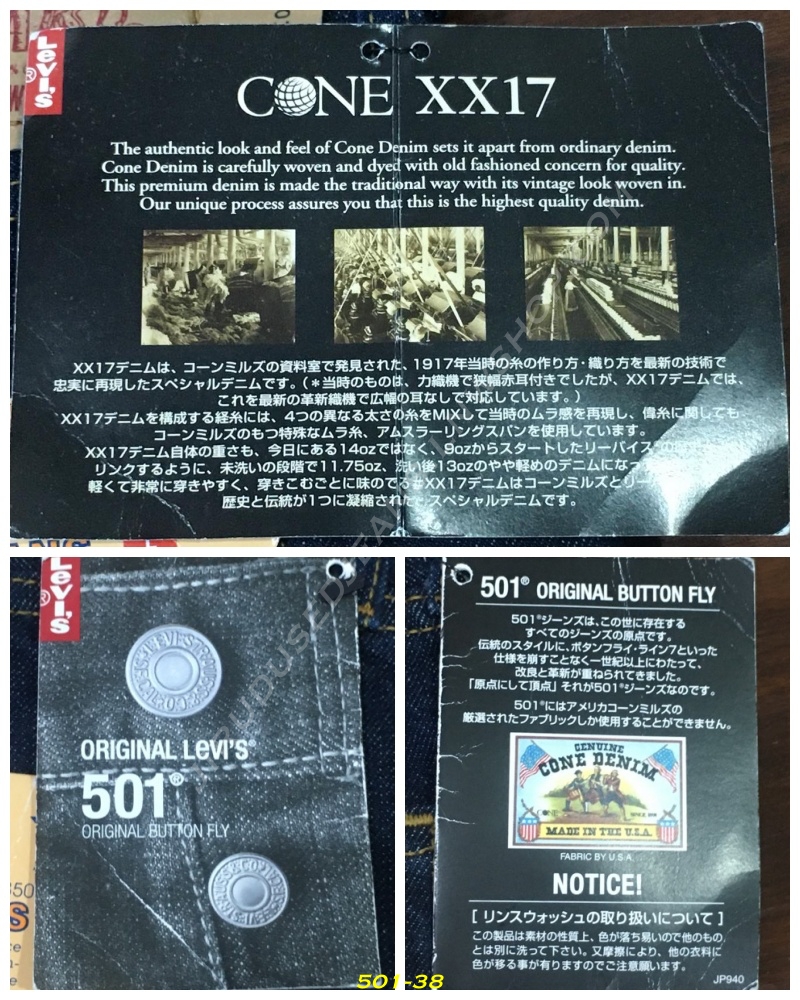 Levi's®
CONE XX17
The authentic look and feel of Cone Denim sets it apart from ordinary denim.
Cone Denim is carefully woven and dyed with old fashioned concern for quality.
This premium denim is made the traditional way with its vintage look woven in.
Our unique process assures you that this is the highest quality denim.
XX17デニムは、コーンミルズの資料室で発見された、1917年当時の糸の作り方・織り方を最新の技術で
忠実に再現したスペシャルデニムです。(*当時のものは、力織機で狭幅赤耳付きでしたが、XX17デニムでは、
これを最新の革新織機で広幅の耳なしで対応しています。)
XX17デニムを構成する経糸には、4つの異なる太さの糸をMIXして当時のムラ感を再現し、偉糸に関しても
コーンミルズのもつ特殊なムラ糸、アムスラーリングスパンを使用しています。
XX17デニム自体の重さも、今日にある14ozではなく、9ozからスタートしたリーバイス®の
リンクするように、未洗いの段階で11.75oz、洗い後13ozのやや軽めのデニムになっ
軽くて非常に穿きやすく、穿きこむごとに味のでる XX17デニムはコーンミルズとリー
歴史と伝統が1つに凝縮された スペシャルデニムです。
Levi's®
ORIGINAL Levi's®
501®
ORIGINAL BUTTON FLY
501® ORIGINAL BUTTON FLY
501®ジーンズは、この世に存在する
すべてのジーンズの原点です。
伝統のスタイルに、ボタンフライ・ライン7といった
仕様を崩すことなく一世紀以上にわたって、
改良と革新が重ねられてきました。
「原点にして頂点」それが501®ジーンズなのです。
501®にはアメリカコーンミルズの
厳選されたファブリックしか使用することができません。
GENUINE
CONE DENIM
CONE
MADE IN THE U.S.A.
FABRIC BY U.S.A.
NOTICE!
[ リンスウォッシュの取り扱いについて ]
この製品は素材の性質上、色が落ち易いので他のもの
とは別に洗って下さい。又摩擦により、他の衣料に
色が移る事が有りますのでご注意願います。
JP940
501-38